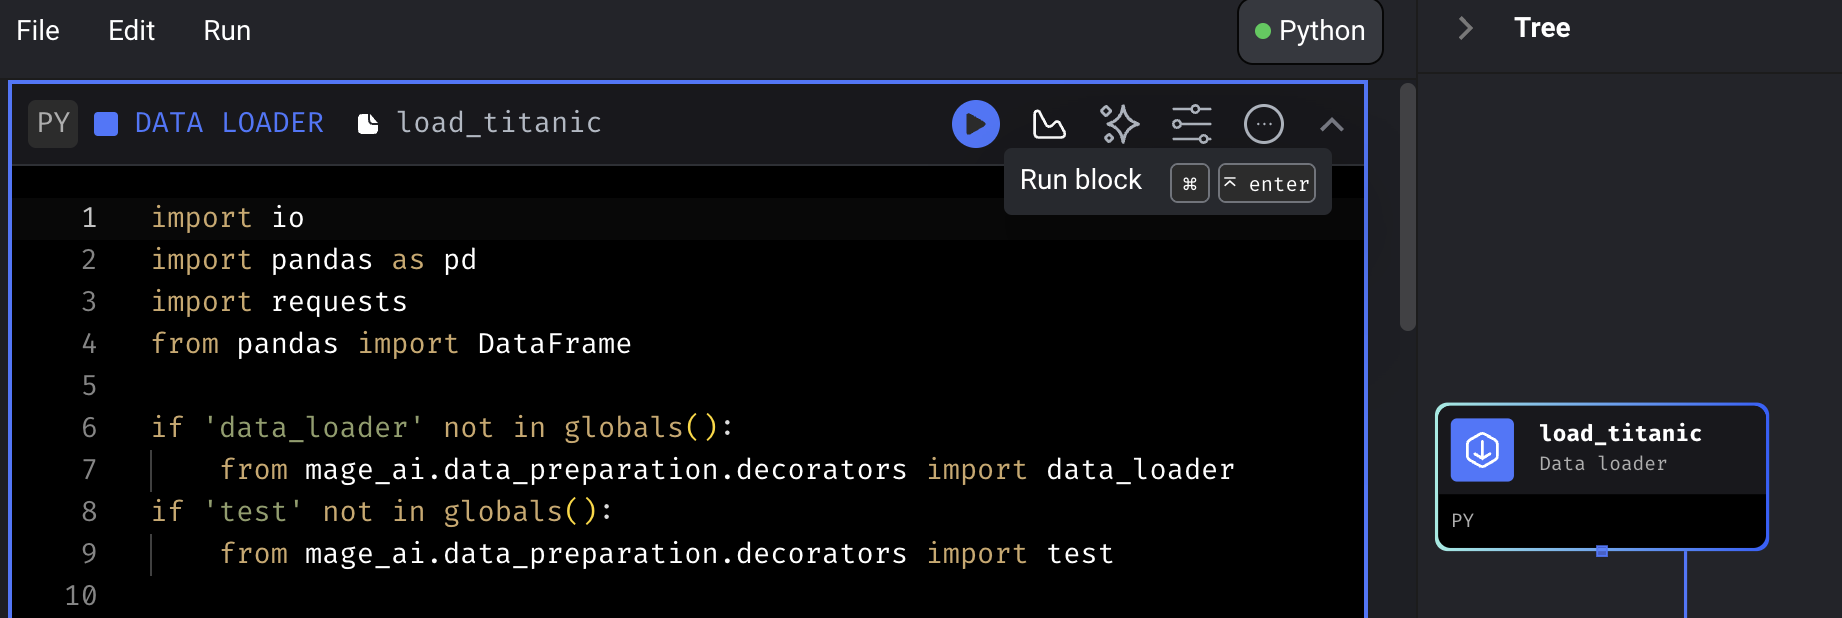 File Edit Run
Python
Tree
PY DATA LOADER load_titanic
Run block ⌘ ⌤ enter
1 import io
2 import pandas as pd
3 import requests
4 from pandas import DataFrame
5
6 if 'data_loader' not in globals():
7     from mage_ai.data_preparation.decorators import data_loader
8 if 'test' not in globals():
9     from mage_ai.data_preparation.decorators import test
10
load_titanic
Data loader
PY